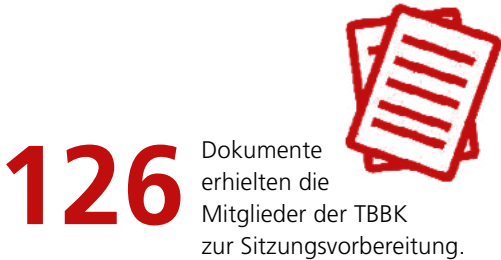 126
Dokumente
erhielten die
Mitglieder der TBBK
zur Sitzungsvorbereitung.